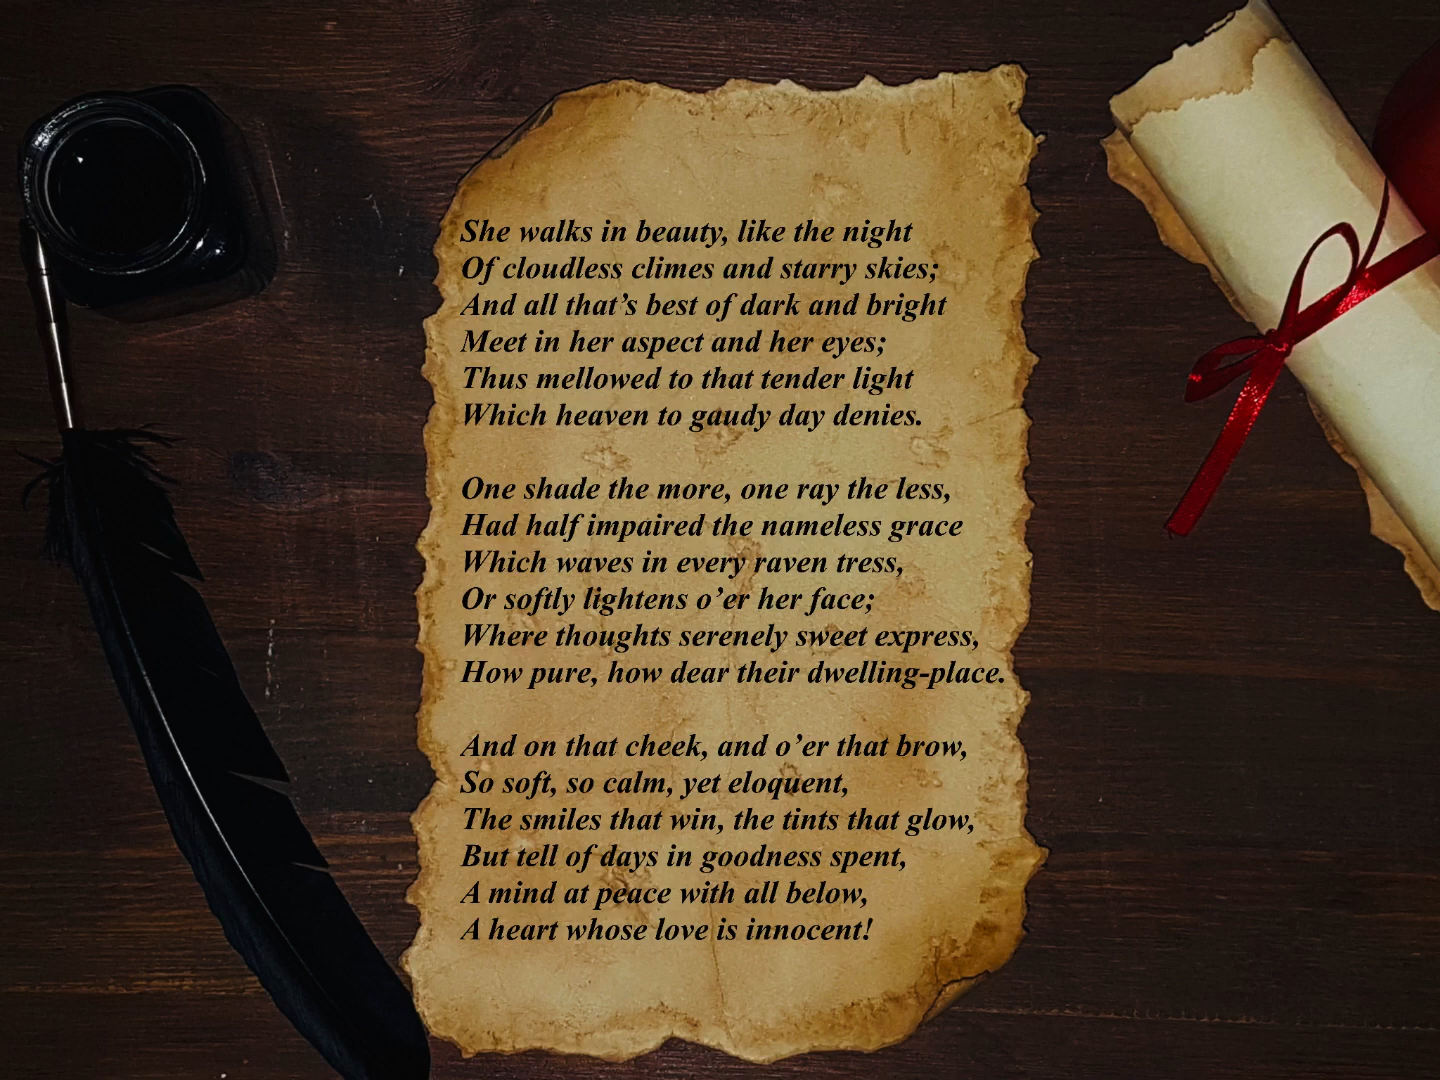 She walks in beauty, like the night
Of cloudless climes and starry skies;
And all that’s best of dark and bright
Meet in her aspect and her eyes;
Thus mellowed to that tender light
Which heaven to gaudy day denies.

One shade the more, one ray the less,
Had half impaired the nameless grace
Which waves in every raven tress,
Or softly lightens o’er her face;
Where thoughts serenely sweet express,
How pure, how dear their dwelling-place.

And on that cheek, and o’er that brow,
So soft, so calm, yet eloquent,
The smiles that win, the tints that glow,
But tell of days in goodness spent,
A mind at peace with all below,
A heart whose love is innocent!